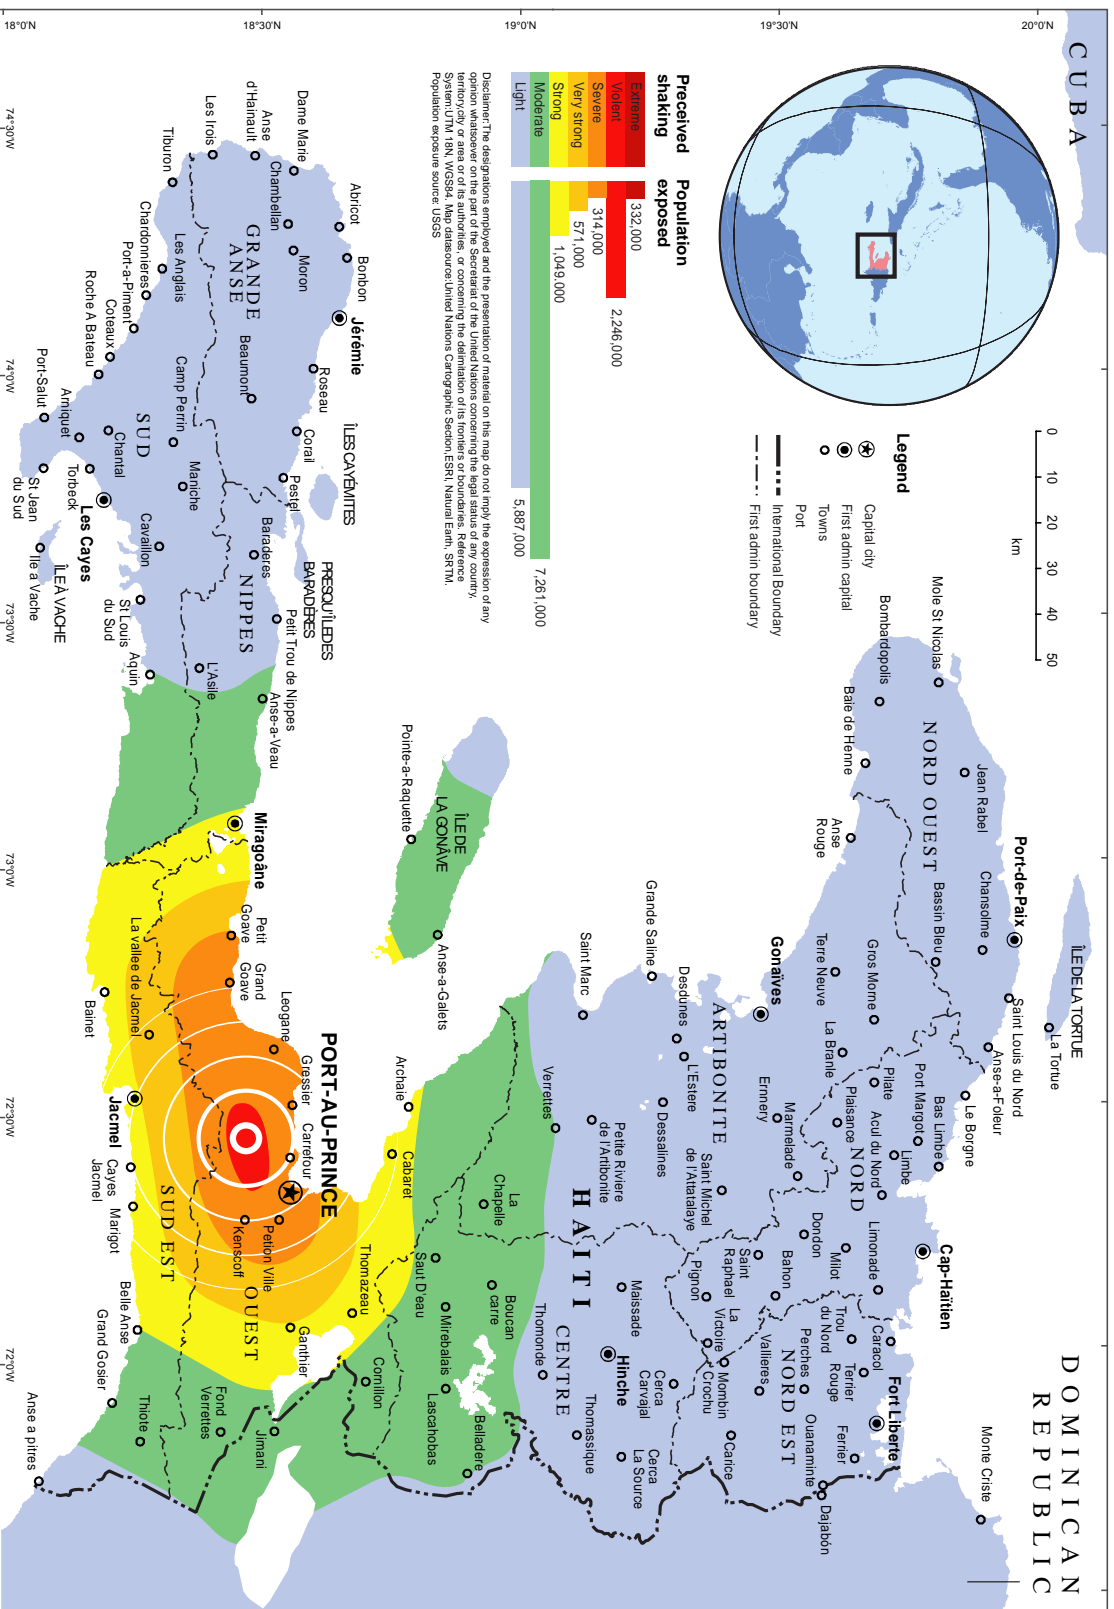 CUBA
DOMINICAN
REPUBLIC
HAITI
20°0'N
19°30'N
19°0'N
18°30'N
18°0'N
74°30'W
74°0'W
73°30'W
73°0'W
72°30'W
72°0'W
0 10 20 30 40 50
km
Legend
Capital city
First admin capital
Towns
Port
International Boundary
First admin boundary
Perceived
shaking
Population
exposed
Extreme 332,000
Violent 2,246,000
Severe 314,000
Very strong 571,000
Strong 1,049,000
Moderate 7,261,000
Light 5,887,000
Disclaimer:The designations employed and the presentation of material on this map do not imply the expression of any
opinion whatsoever on the part of the Secretariat of the United Nations concerning the legal status of any country,
territory,city or area or of its authorities, or concerning the delimitation of its frontiers or boundaries. Reference
System:UTM 18N, WGS84. Map datasource:United Nations Cartographic Section,ESRI, Natural Earth, SRTM.
Population exposure source: USGS
ÎLE DE LA TORTUE
La Tortue
Mole St Nicolas
Bombardopolis
Baie de Henne
NORD OUEST
Jean Rabel
Port-de-Paix
Chansolme
Bassin Bleu
Saint Louis du Nord
Anse-a-Foleur
Le Borgne
Anse
Rouge
Terre Neuve
Gros Morne
Gonaïves
La Branle
Pilate
Port Margot
Bas Limbe
Plaisance
Acul du Nord
Limbe
NORD
Cap-Haïtien
Limonade
Milot
Dondon
Bahon
Marmelade
Ernnery
Grande Saline
Desdunes
L'Estere
ARTIBONITE
Dessalines
Saint Marc
Petite Riviere
de l'Artibonite
Verrettes
Saint Michel
de l'Attatalaye
Saint
Raphael
Pignon
La
Victoire
Maissade
Trou
du Nord
Caracol
Terrier
Rouge
Fort Liberte
Perches
Vallieres
NORD EST
Ouanaminte
Ferrier
Dajabón
Monte Criste
Mombin
Crochu
Carice
Cerca
Carvajal
Cerca
La Source
Hinche
Thomassique
CENTRE
Thomonde
La
Chapelle
Boucan
carre
Saut D'eau
Mirebalais
Lascahobas
Belladere
ÎLE DE
LA GONÂVE
Pointe-a-Raquette
Anse-a-Galets
Archaie
Cabaret
Thomazeau
Cornillon
PORT-AU-PRINCE
Carrefour
Gressier
Leogane
Grand
Goave
Petit
Goave
Petion Ville
Kenscoff
OUEST
Ganthier
Jimani
Fond
Verrettes
Miragoâne
La vallee de Jacmel
Bainet
Jacmel
Cayes
Jacmel
Marigot
SUD EST
Belle Anse
Grand Gosier
Thiote
Anse a pitres
ÎLES CAYÉMITES
PRESQU'ÎLE DES
BARADÈRES
Petit Trou de Nippes
Anse-a-Veau
L'Asile
NIPPES
Baraderes
Pestel
Corail
Roseau
Jérémie
Bonbon
Abricot
Moron
Chambellan
Dame Marie
Anse
d'Hainault
Les Irois
Tiburon
GRANDE
ANSE
Beaumont
Les Anglais
Chardonnieres
Port-a-Piment
Coteaux
Roche A Bateau
Camp Perrin
Maniche
SUD
Port-Salut
Arniquet
Chantal
Torbeck
St Jean
du Sud
Les Cayes
Cavaillon
St Louis
du Sud
Aquin
ÎLE À VACHE
Ile a Vache